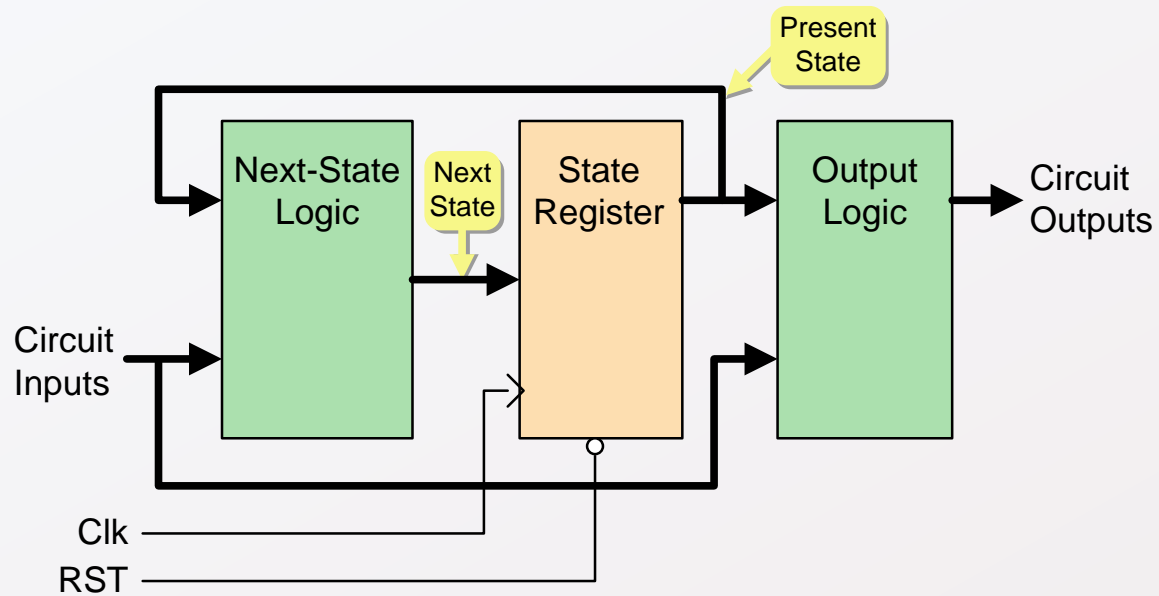 Present
State
Next-State
Logic
Next
State
State
Register
Output
Logic
Circuit
Outputs
Circuit
Inputs
Clk
RST